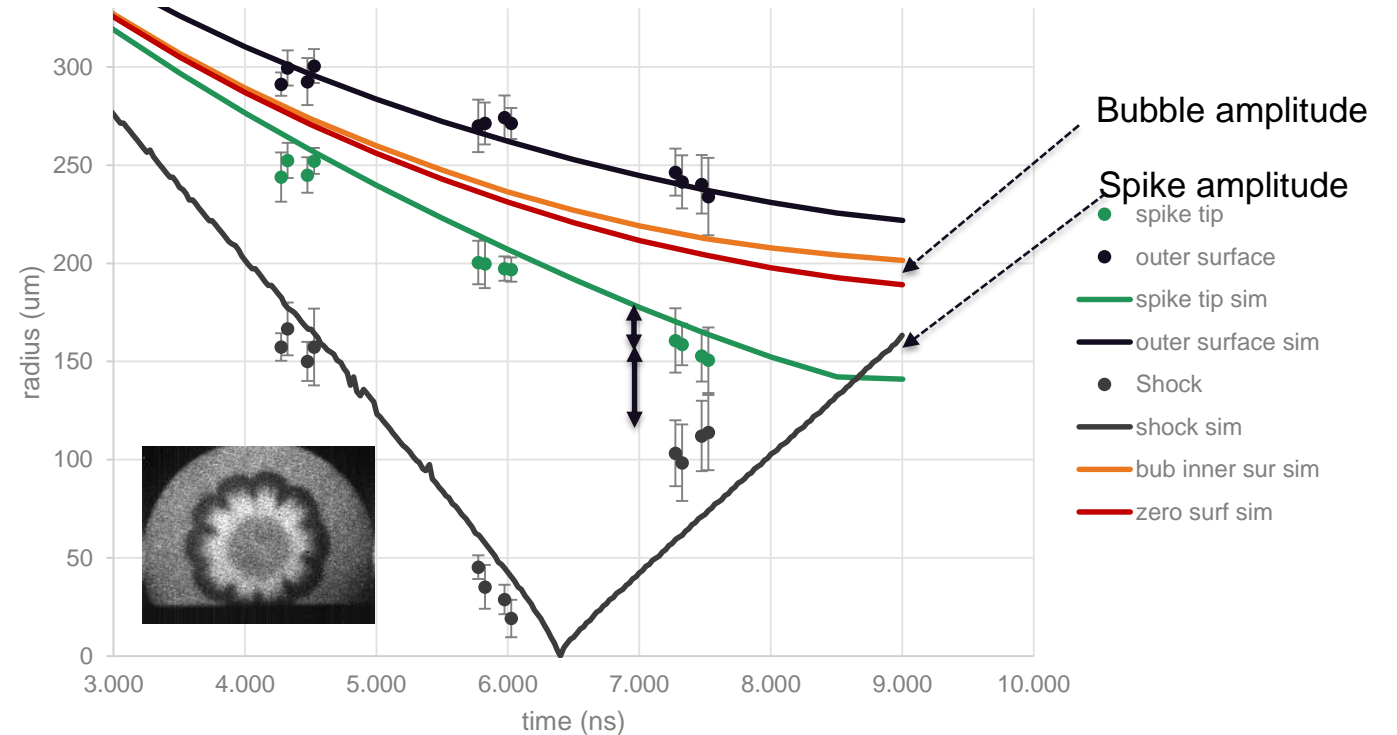 Bubble amplitude
Spike amplitude
spike tip
outer surface
spike tip sim
outer surface sim
Shock
shock sim
bub inner sur sim
zero surf sim
radius (um)
300
250
200
150
100
50
0
3.000 4.000 5.000 6.000 7.000 8.000 9.000 10.000
time (ns)